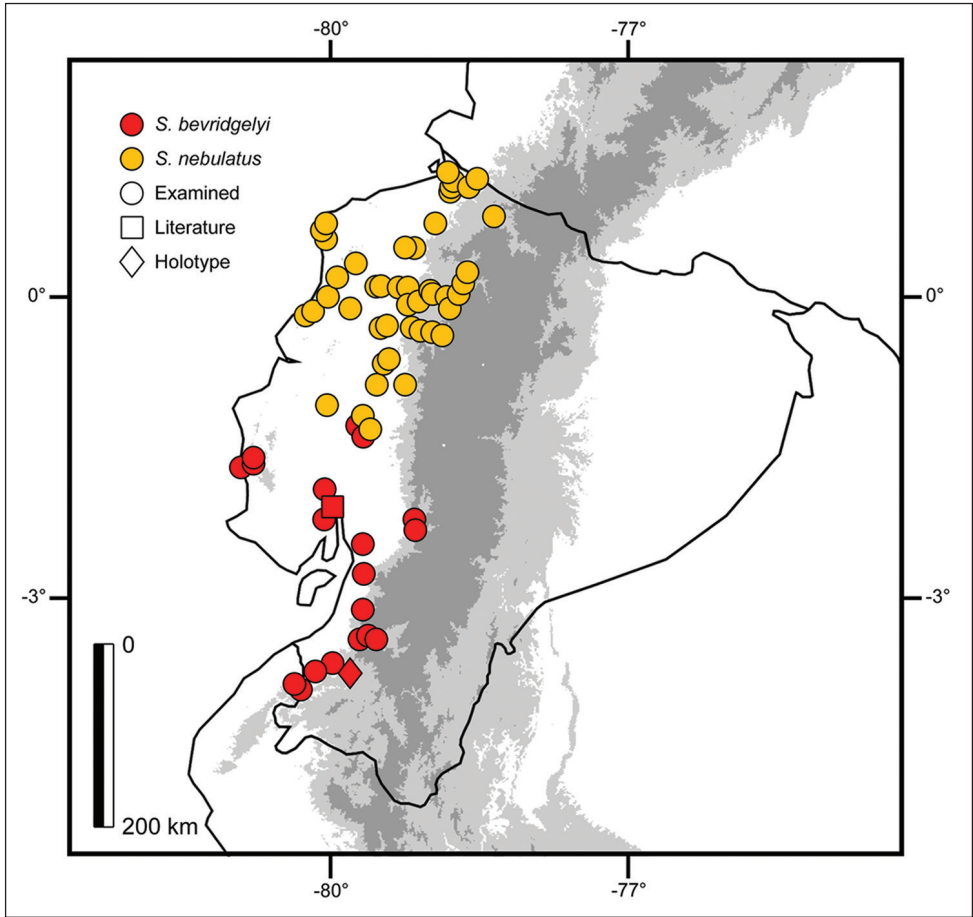 -80° -77°
S. bevridgelyi
S. nebulatus
Examined
Literature
Holotype
0° 0°
-3° -3°
0
200 km
-80° -77°